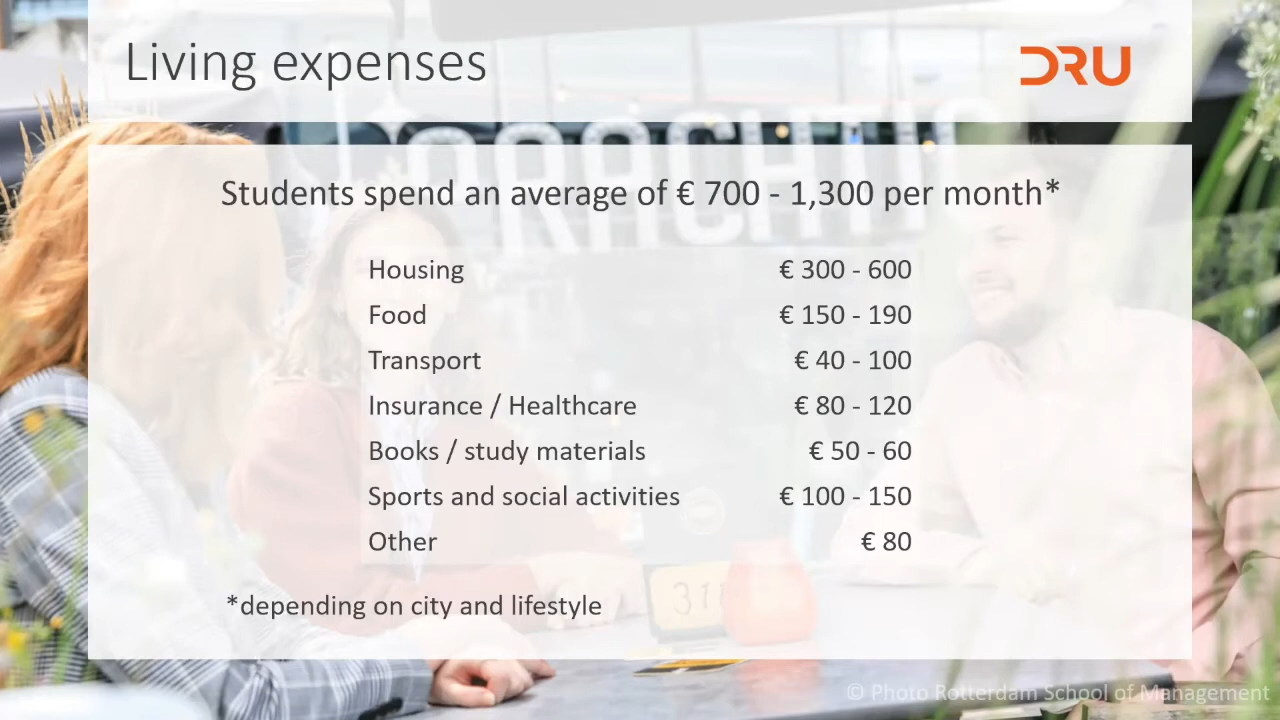 Living expenses
DRU
Students spend an average of € 700 - 1,300 per month*
Housing € 300 - 600
Food € 150 - 190
Transport € 40 - 100
Insurance / Healthcare € 80 - 120
Books / study materials € 50 - 60
Sports and social activities € 100 - 150
Other € 80
*depending on city and lifestyle
© Photo Rotterdam School of Management